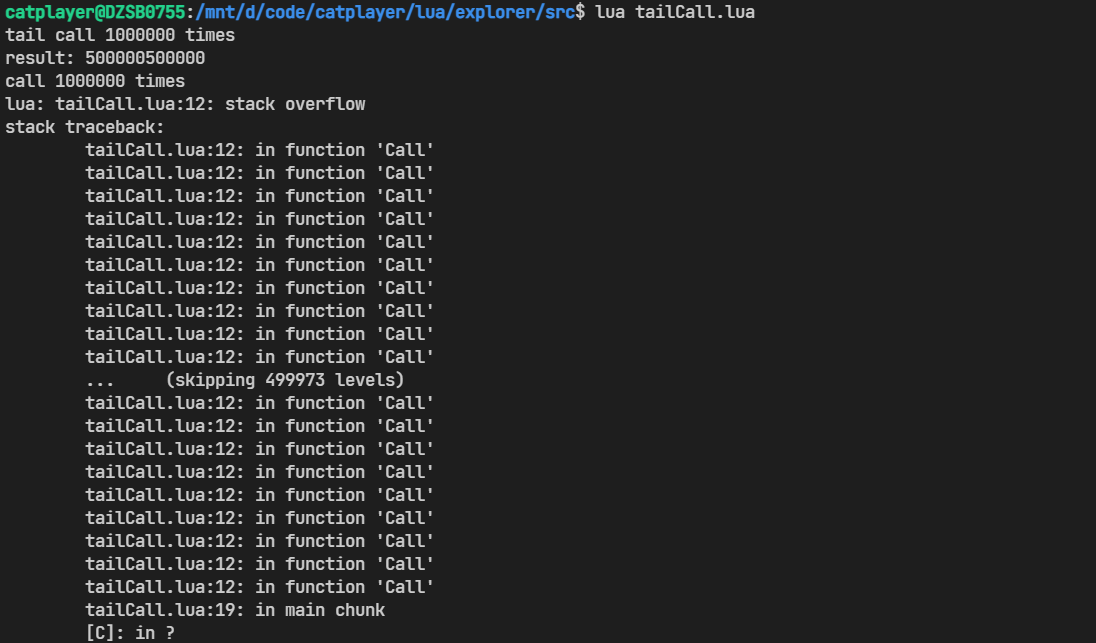 catplayer@DZSB0755:/mnt/d/code/catplayer/lua/explorer/src$ lua tailCall.lua
tail call 1000000 times
result: 500000500000
call 1000000 times
lua: tailCall.lua:12: stack overflow
stack traceback:
        tailCall.lua:12: in function 'Call'
        tailCall.lua:12: in function 'Call'
        tailCall.lua:12: in function 'Call'
        tailCall.lua:12: in function 'Call'
        tailCall.lua:12: in function 'Call'
        tailCall.lua:12: in function 'Call'
        tailCall.lua:12: in function 'Call'
        tailCall.lua:12: in function 'Call'
        tailCall.lua:12: in function 'Call'
        tailCall.lua:12: in function 'Call'
        ...     (skipping 499973 levels)
        tailCall.lua:12: in function 'Call'
        tailCall.lua:12: in function 'Call'
        tailCall.lua:12: in function 'Call'
        tailCall.lua:12: in function 'Call'
        tailCall.lua:12: in function 'Call'
        tailCall.lua:12: in function 'Call'
        tailCall.lua:12: in function 'Call'
        tailCall.lua:12: in function 'Call'
        tailCall.lua:12: in function 'Call'
        tailCall.lua:19: in main chunk
        [C]: in ?